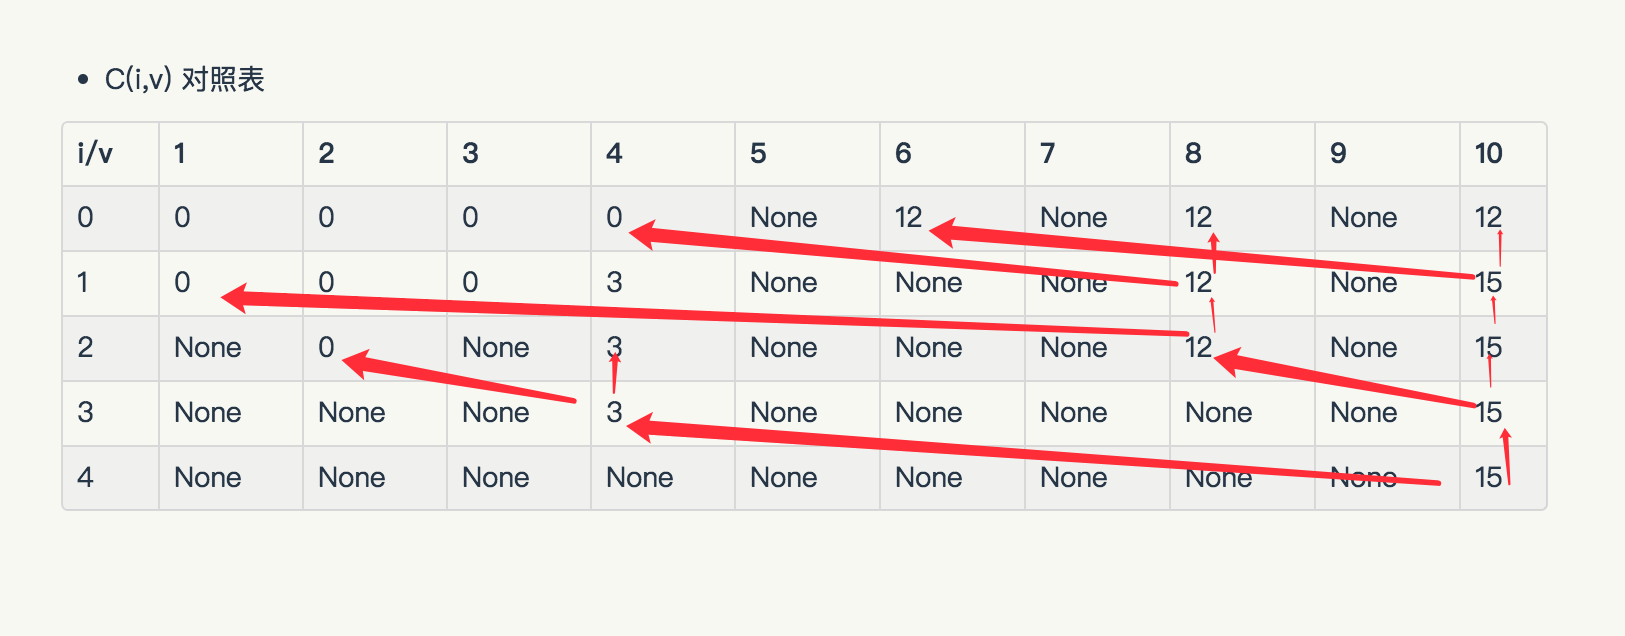 • C(i,v) 对照表
i/v 1 2 3 4 5 6 7 8 9 10
0 0 0 0 0 None 12 None 12 None 12
1 0 0 0 3 None None None 12 None 15
2 None 0 None 3 None None None 12 None 15
3 None None None 3 None None None None None 15
4 None None None None None None None None None 15